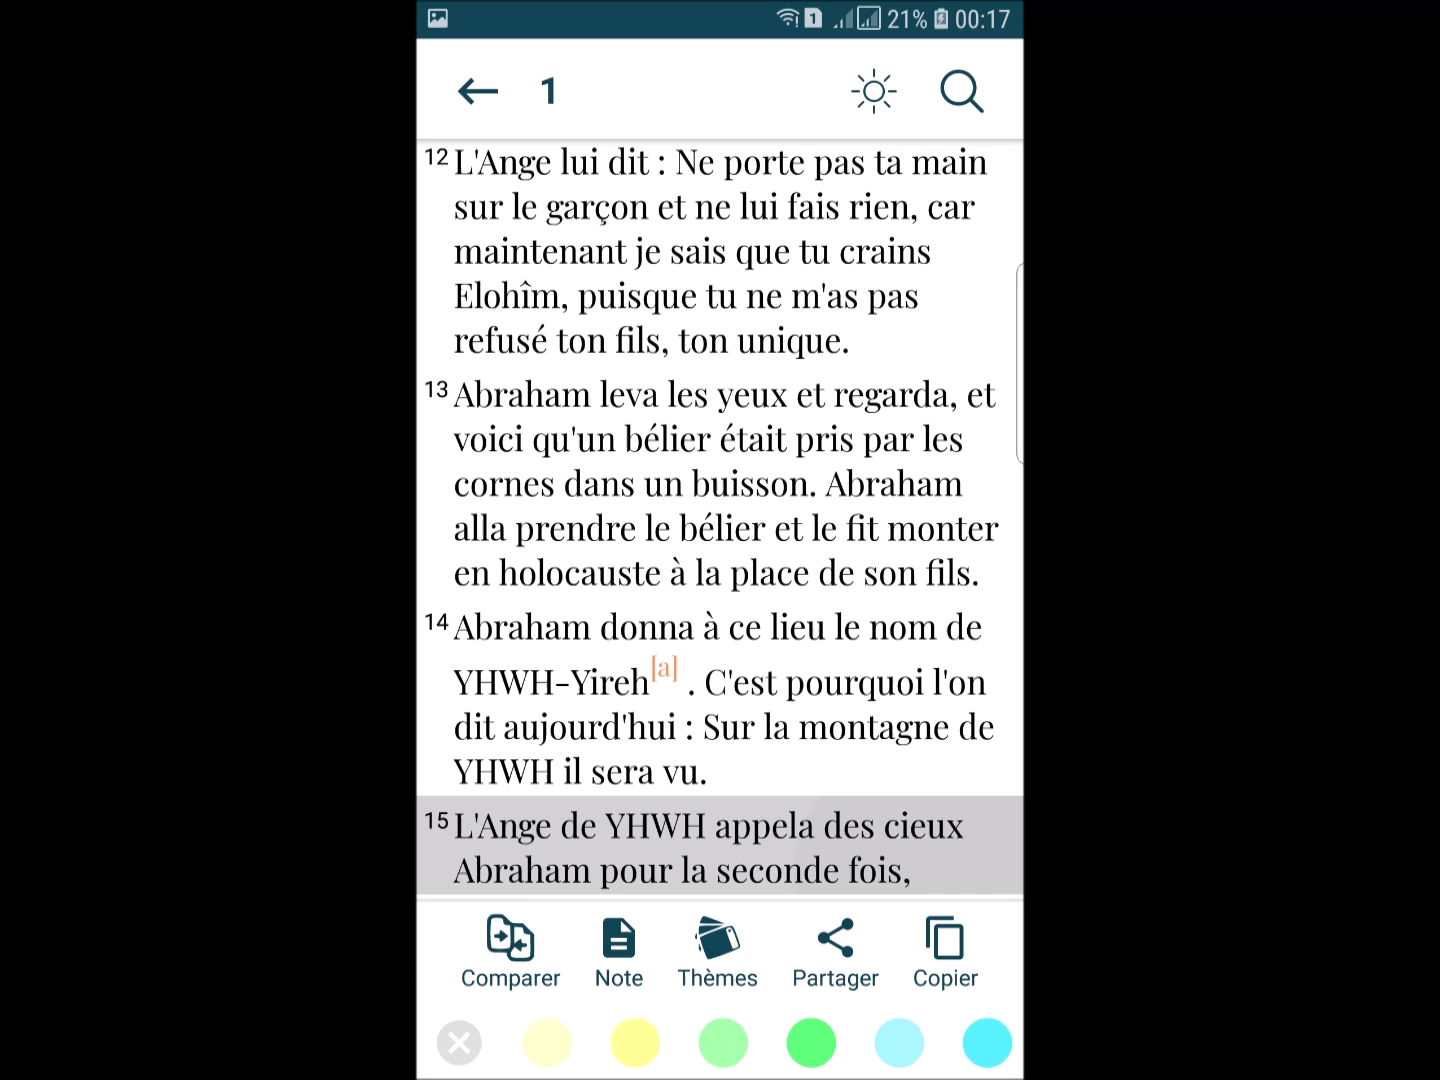 1 21% 00:17
1
12 L'Ange lui dit : Ne porte pas ta main
sur le garçon et ne lui fais rien, car
maintenant je sais que tu crains
Elohîm, puisque tu ne m'as pas
refusé ton fils, ton unique.
13 Abraham leva les yeux et regarda, et
voici qu'un bélier était pris par les
cornes dans un buisson. Abraham
alla prendre le bélier et le fit monter
en holocauste à la place de son fils.
14 Abraham donna à ce lieu le nom de
YHWH-Yireh[a] . C'est pourquoi l'on
dit aujourd'hui : Sur la montagne de
YHWH il sera vu.
15 L'Ange de YHWH appela des cieux
Abraham pour la seconde fois,
Comparer Note Thèmes Partager Copier